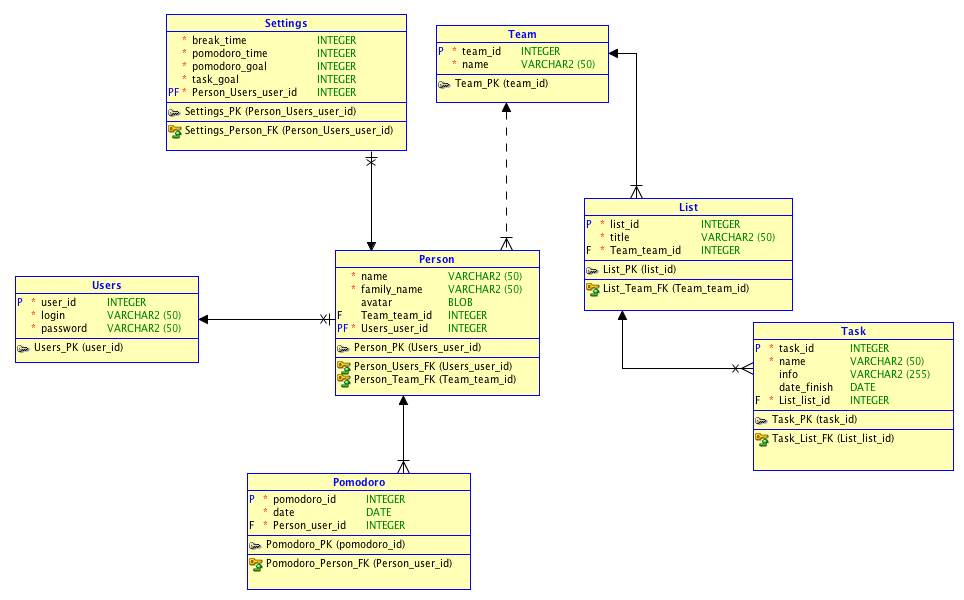 Settings
* break_time INTEGER
* pomodoro_time INTEGER
* pomodoro_goal INTEGER
* task_goal INTEGER
PF * Person_Users_user_id INTEGER
Settings_PK (Person_Users_user_id)
Settings_Person_FK (Person_Users_user_id)
Team
P * team_id INTEGER
* name VARCHAR2 (50)
Team_PK (team_id)
List
P * list_id INTEGER
* title VARCHAR2 (50)
F * Team_team_id INTEGER
List_PK (list_id)
List_Team_FK (Team_team_id)
Person
* name VARCHAR2 (50)
* family_name VARCHAR2 (50)
avatar BLOB
F Team_team_id INTEGER
PF * Users_user_id INTEGER
Person_PK (Users_user_id)
Person_Users_FK (Users_user_id)
Person_Team_FK (Team_team_id)
Users
P * user_id INTEGER
* login VARCHAR2 (50)
* password VARCHAR2 (50)
Users_PK (user_id)
Task
P * task_id INTEGER
* name VARCHAR2 (50)
info VARCHAR2 (255)
date_finish DATE
F * List_list_id INTEGER
Task_PK (task_id)
Task_List_FK (List_list_id)
Pomodoro
P * pomodoro_id INTEGER
* date DATE
F * Person_user_id INTEGER
Pomodoro_PK (pomodoro_id)
Pomodoro_Person_FK (Person_user_id)